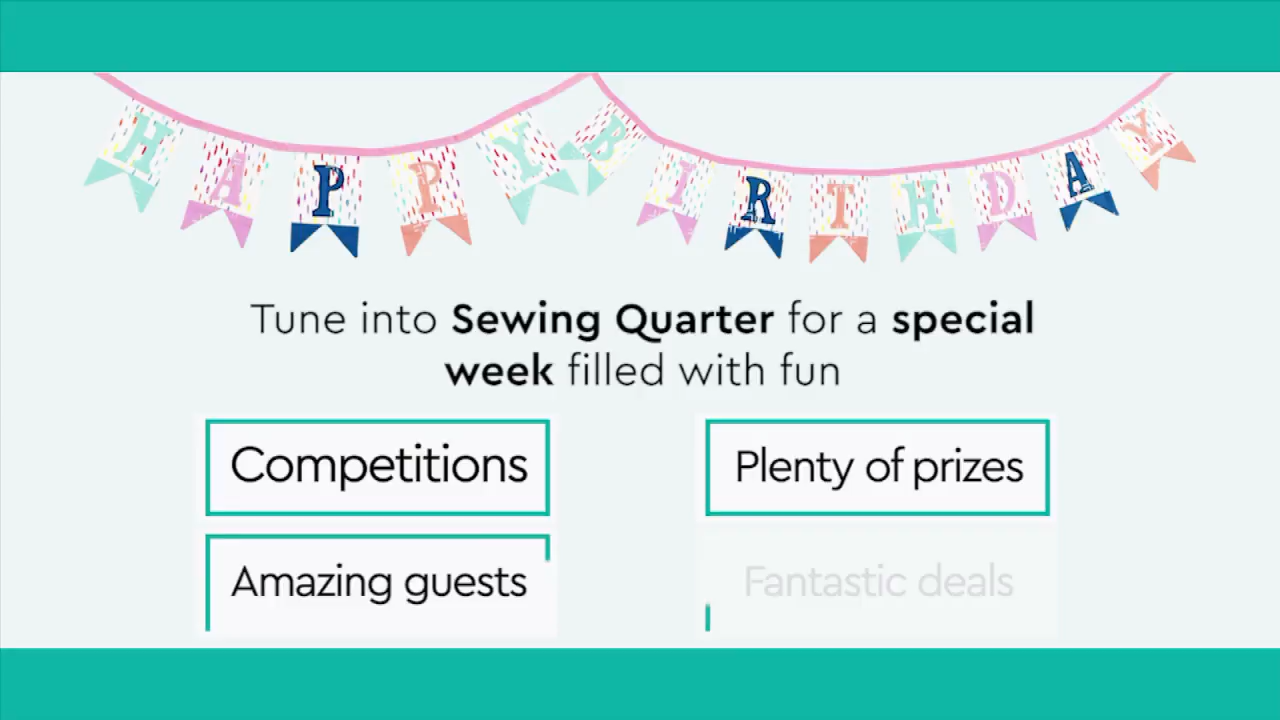 HAPPY BIRTHDAY
Tune into Sewing Quarter for a special
week filled with fun
Competitions
Plenty of prizes
Amazing guests
Fantastic deals